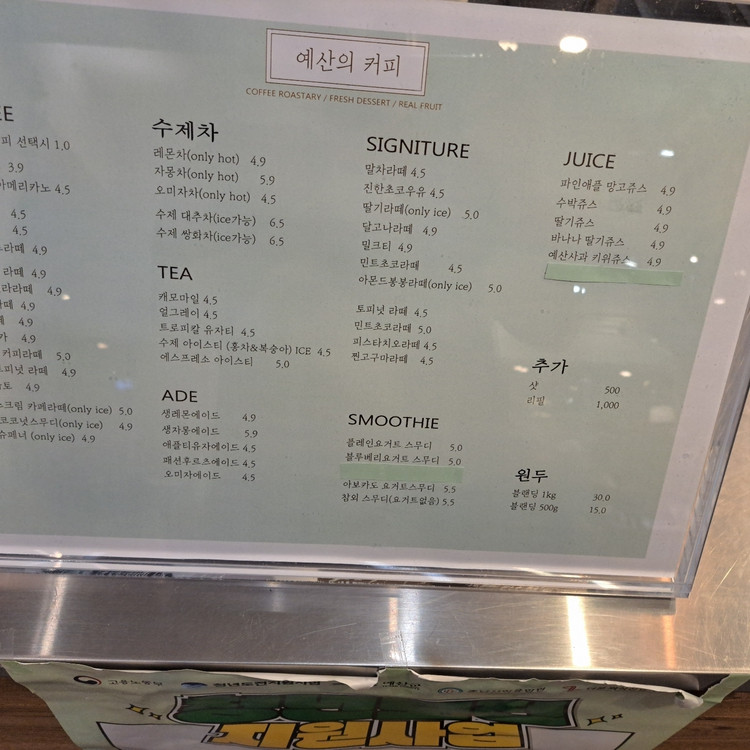 예산의 커피
COFFEE ROASTARY / FRESH DESSERT / REAL FRUIT
EE
피 선택시 1.0
3.9
아메리카노 4.5
4.5
4.5
라떼 4.9
라떼 4.9
라라떼 4.9
라떼 4.9
4.9
4.9
커피라떼 5.0
토피넛 라떼 4.9
4.9
스크림 카페라떼(only ice) 5.0
코코넛스무디(only ice) 4.9
슈페너 (only ice) 4.9
수제차
레몬차(only hot) 4.9
자몽차(only hot) 5.9
오미자차(only hot) 4.5
수제 대추차(ice가능) 6.5
수제 쌍화차(ice가능) 6.5
TEA
캐모마일 4.5
얼그레이 4.5
트로피칼 유자티 4.5
수제 아이스티 (홍차&복숭아) ICE 4.5
에스프레소 아이스티 5.0
ADE
생레몬에이드 4.9
생자몽에이드 5.9
애플티유자에이드 4.5
패션후르츠에이드 4.5
오미자에이드 4.5
SIGNITURE
말차라떼 4.5
진한초코우유 4.5
딸기라떼(only ice) 5.0
달고나라떼 4.9
밀크티 4.9
민트초코라떼 4.5
아몬드봉봉라떼(only ice) 5.0
토피넛 라떼 4.5
민트초코라떼 5.0
피스타치오라떼 4.5
찐고구마라떼 4.5
SMOOTHIE
플레인요거트 스무디 5.0
블루베리요거트 스무디 5.0
아보카도 요거트스무디 5.5
참외 스무디(요거트없음) 5.5
JUICE
파인애플 망고쥬스 4.9
수박쥬스 4.9
딸기쥬스 4.9
바나나 딸기쥬스 4.9
예산사과 키위쥬스 4.9
추가
샷 500
리필 1,000
원두
블랜딩 1kg 30.0
블랜딩 500g 15.0
고용노동부